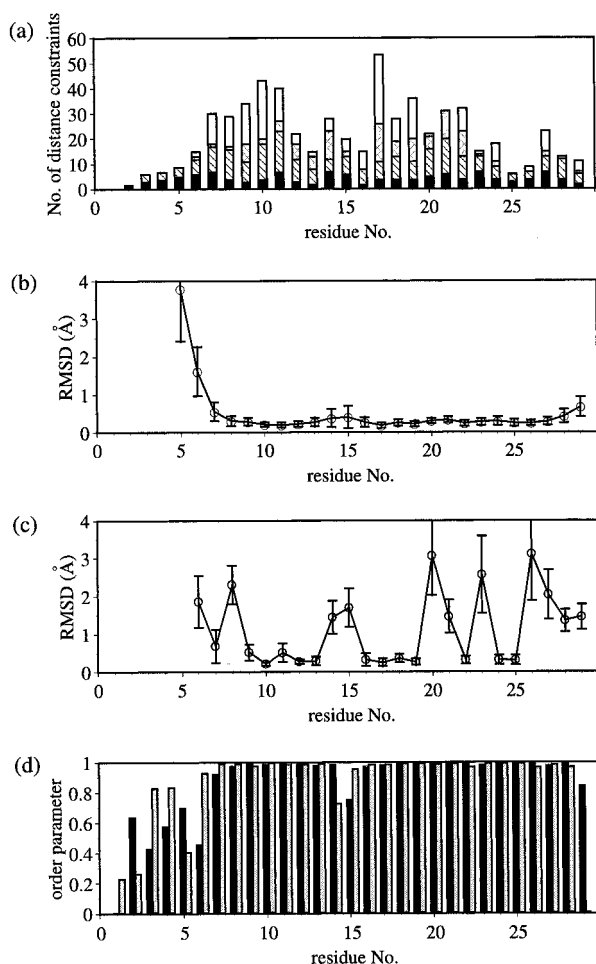 (a)
No. of distance constraints
60
50
40
30
20
10
0
0 5 10 15 20 25
residue No.
(b)
RMSD (Å)
4
3
2
1
0
0 5 10 15 20 25
residue No.
(c)
RMSD (Å)
4
3
2
1
0
0 5 10 15 20 25
residue No.
(d)
order parameter
1
0.8
0.6
0.4
0.2
0
0 5 10 15 20 25
residue No.